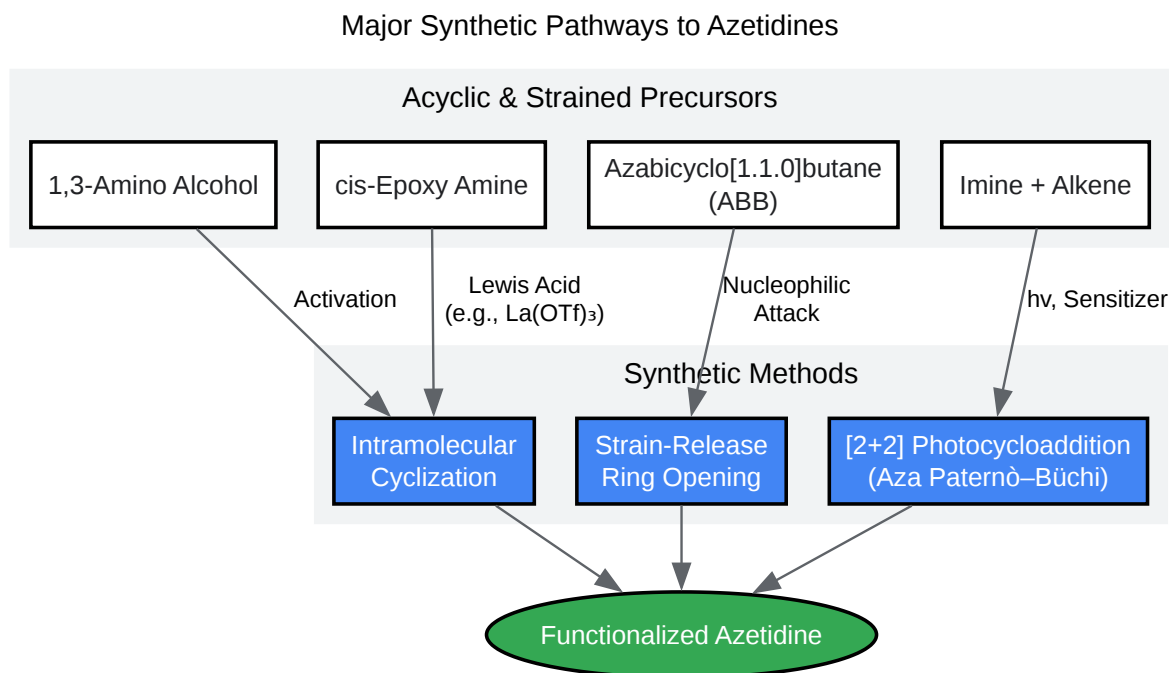 Major Synthetic Pathways to Azetidines
Acyclic & Strained Precursors
1,3-Amino Alcohol
cis-Epoxy Amine
Azabicyclo[1.1.0]butane
(ABB)
Imine + Alkene
Activation
Lewis Acid
(e.g., La(OTf)₃)
Nucleophilic
Attack
hv, Sensitizer
Synthetic Methods
Intramolecular
Cyclization
Strain-Release
Ring Opening
[2+2] Photocycloaddition
(Aza Paternò–Büchi)
Functionalized Azetidine